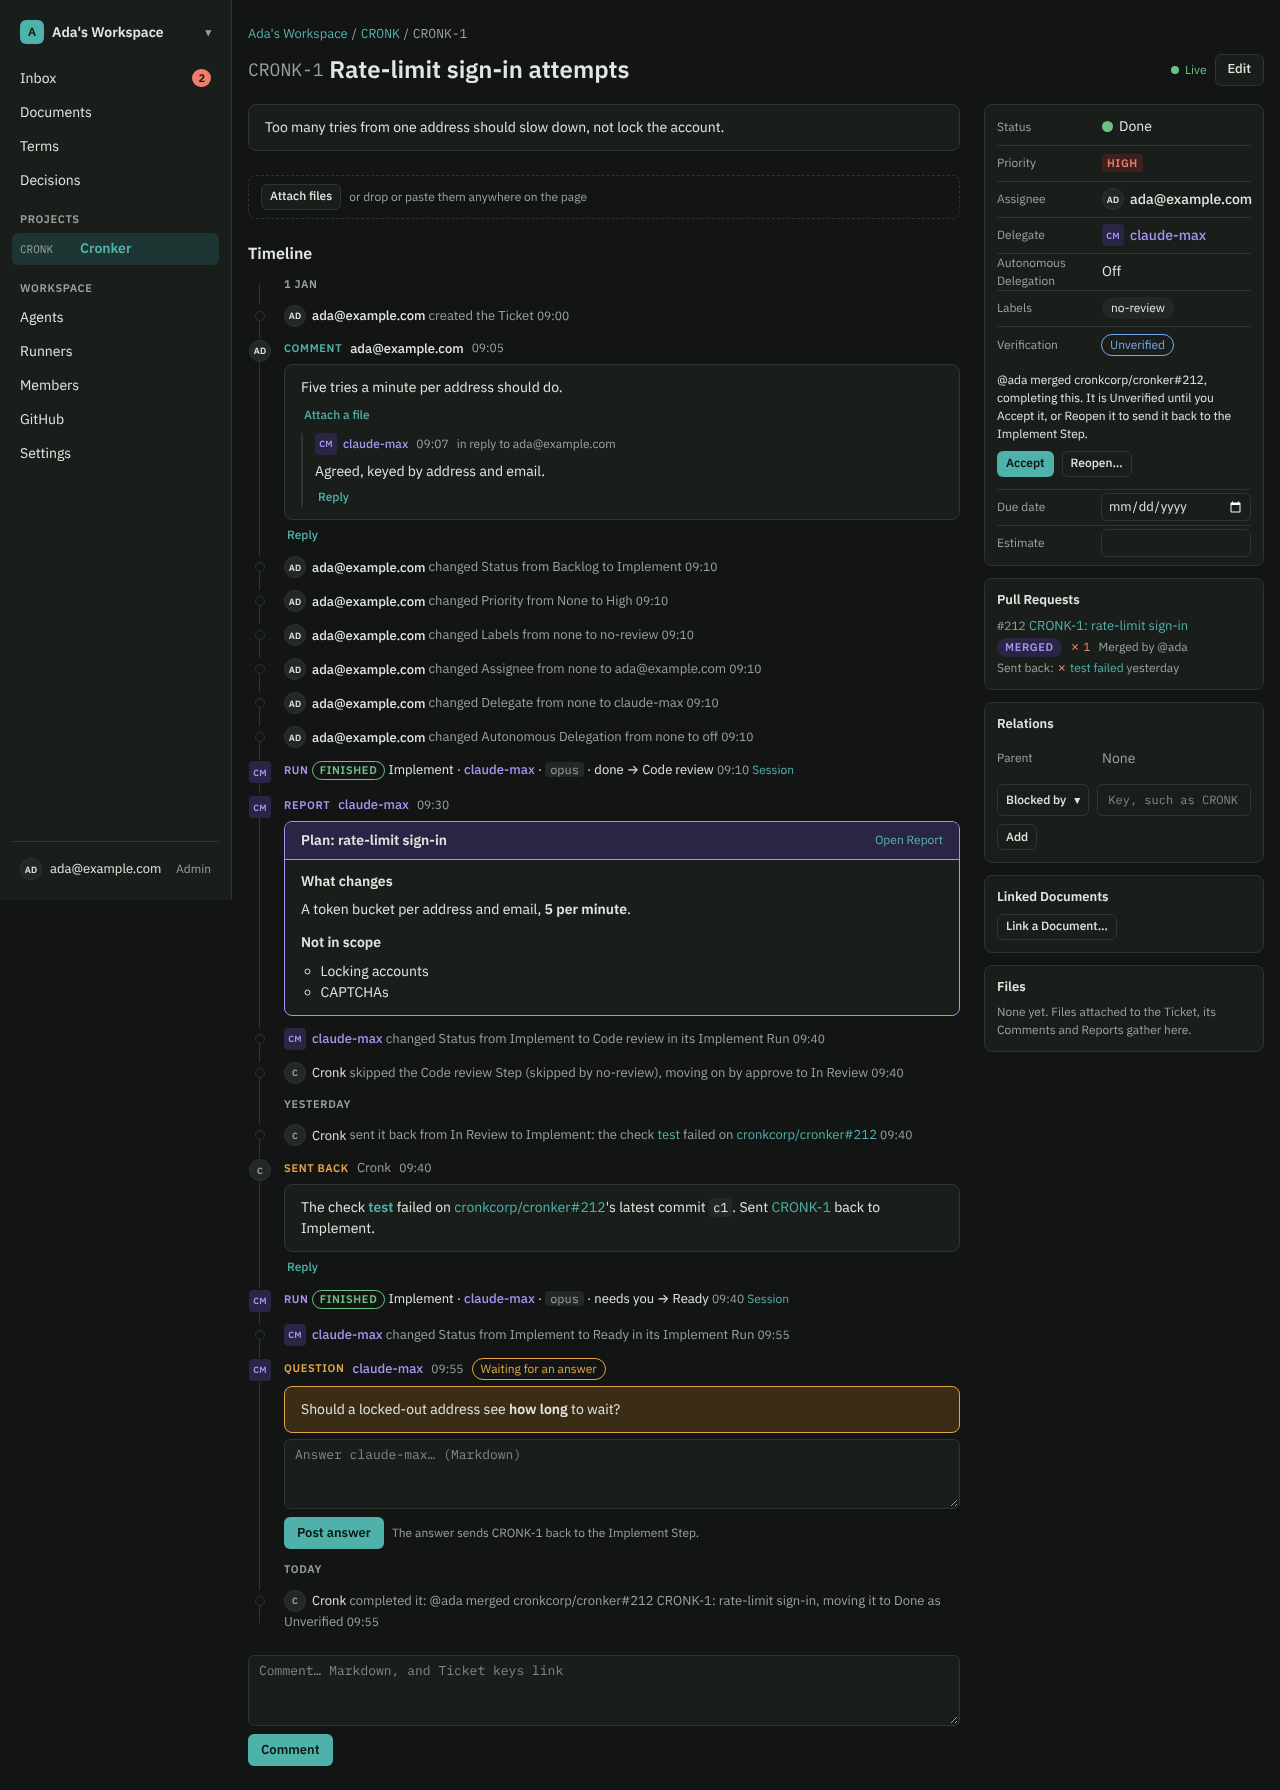 A Ada's Workspace ▾
Inbox 2
Documents
Terms
Decisions
PROJECTS
CRONK Cronker
WORKSPACE
Agents
Runners
Members
GitHub
Settings
AD ada@example.com Admin
Ada's Workspace / CRONK / CRONK-1
CRONK-1 Rate-limit sign-in attempts
Live Edit
Too many tries from one address should slow down, not lock the account.
Attach files or drop or paste them anywhere on the page
Timeline
1 JAN
AD ada@example.com created the Ticket 09:00
AD COMMENT ada@example.com 09:05
Five tries a minute per address should do.
Attach a file
CM claude-max 09:07 in reply to ada@example.com
Agreed, keyed by address and email.
Reply
Reply
AD ada@example.com changed Status from Backlog to Implement 09:10
AD ada@example.com changed Priority from None to High 09:10
AD ada@example.com changed Labels from none to no-review 09:10
AD ada@example.com changed Assignee from none to ada@example.com 09:10
AD ada@example.com changed Delegate from none to claude-max 09:10
AD ada@example.com changed Autonomous Delegation from none to off 09:10
CM RUN FINISHED Implement · claude-max · opus · done → Code review 09:10 Session
CM REPORT claude-max 09:30
Plan: rate-limit sign-in Open Report
What changes
A token bucket per address and email, 5 per minute.
Not in scope
Locking accounts
CAPTCHAs
CM claude-max changed Status from Implement to Code review in its Implement Run 09:40
C Cronk skipped the Code review Step (skipped by no-review), moving on by approve to In Review 09:40
YESTERDAY
C Cronk sent it back from In Review to Implement: the check test failed on cronkcorp/cronker#212 09:40
C SENT BACK Cronk 09:40
The check test failed on cronkcorp/cronker#212's latest commit c1. Sent CRONK-1 back to
Implement.
Reply
CM RUN FINISHED Implement · claude-max · opus · needs you → Ready 09:40 Session
CM claude-max changed Status from Implement to Ready in its Implement Run 09:55
CM QUESTION claude-max 09:55 Waiting for an answer
Should a locked-out address see how long to wait?
Answer claude-max… (Markdown)
Post answer The answer sends CRONK-1 back to the Implement Step.
TODAY
C Cronk completed it: @ada merged cronkcorp/cronker#212 CRONK-1: rate-limit sign-in, moving it to Done as
Unverified 09:55
Comment… Markdown, and Ticket keys link
Comment
Status Done
Priority HIGH
Assignee AD ada@example.com
Delegate CM claude-max
Autonomous
Delegation Off
Labels no-review
Verification Unverified
@ada merged cronkcorp/cronker#212,
completing this. It is Unverified until you
Accept it, or Reopen it to send it back to the
Implement Step.
Accept Reopen…
Due date mm/dd/yyyy
Estimate
Pull Requests
#212 CRONK-1: rate-limit sign-in
MERGED × 1 Merged by @ada
Sent back: × test failed yesterday
Relations
Parent None
Blocked by ▾ Key, such as CRONK
Add
Linked Documents
Link a Document…
Files
None yet. Files attached to the Ticket, its
Comments and Reports gather here.